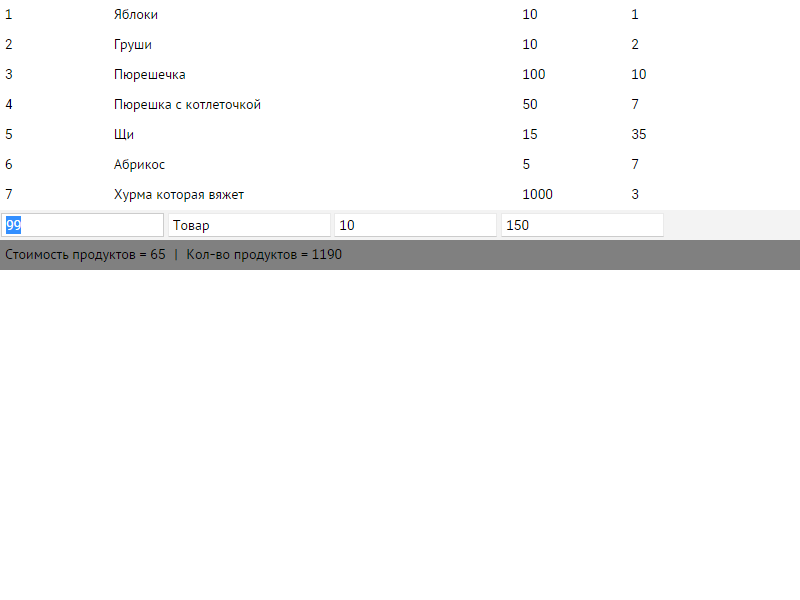 1 Яблоки 10 1
2 Груши 10 2
3 Пюрешечка 100 10
4 Пюрешка с котлеточкой 50 7
5 Щи 15 35
6 Абрикос 5 7
7 Хурма которая вяжет 1000 3
99 Товар 10 150
Стоимость продуктов = 65 | Кол-во продуктов = 1190